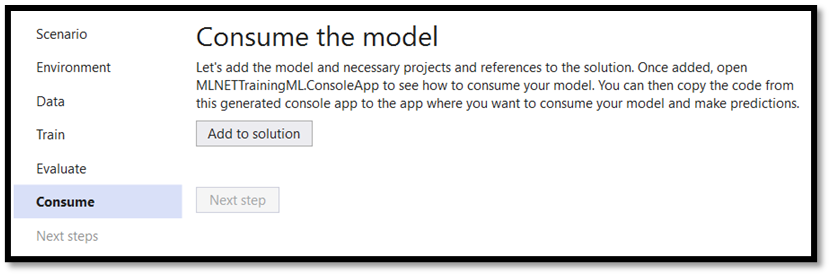 Scenario
Environment
Data
Train
Evaluate
Consume
Next steps
Consume the model
Let's add the model and necessary projects and references to the solution. Once added, open
MLNETTrainingML.ConsoleApp to see how to consume your model. You can then copy the code from
this generated console app to the app where you want to consume your model and make predictions.
Add to solution
Next step